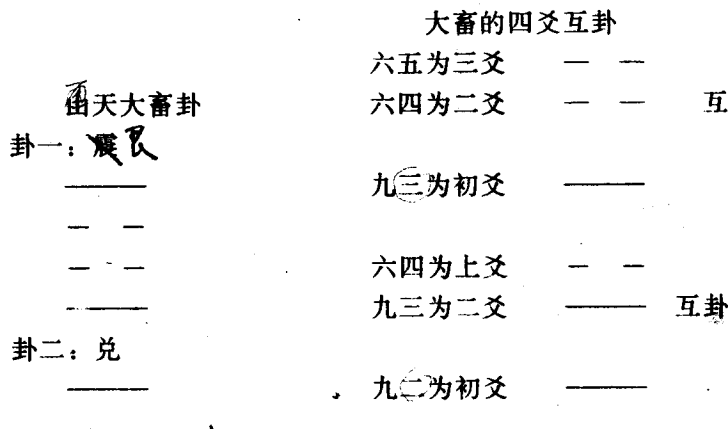 大畜的四爻互卦
六五为三爻
六四为二爻 互
山天大畜卦
卦一：震艮
九三为初爻
六四为上爻
九三为二爻 互卦
卦二：兑
九二为初爻